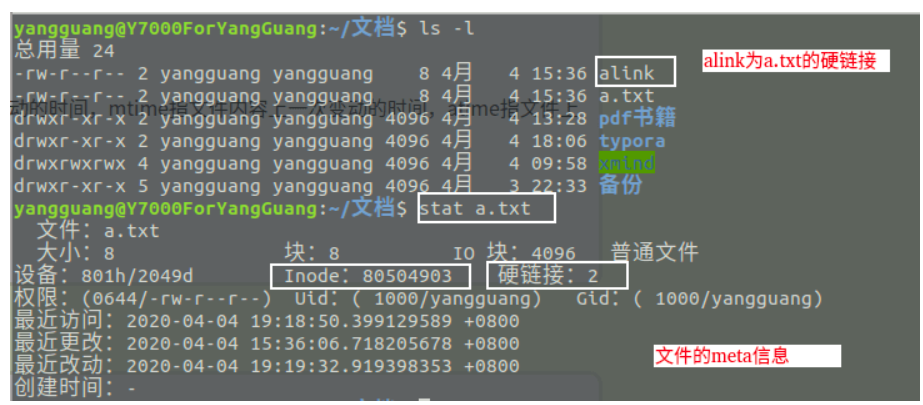 yangguang@Y7000ForYangGuang:~/文档$ ls -l
总用量 24
-rw-r--r-- 2 yangguang yangguang 8 4月 4 15:36 alink
alink为a.txt的硬链接
-rw-r--r-- 2 yangguang yangguang 8 4月 4 15:36 a.txt
动的时间，mtime指文件内容上一次变动的时间，atime指文件上
drwxr-xr-x 2 yangguang yangguang 4096 4月 4 13:28 pdf书籍
drwxr-xr-x 2 yangguang yangguang 4096 4月 4 18:06 typora
drwxrwxrwx 4 yangguang yangguang 4096 4月 4 09:58 xmind
drwxr-xr-x 5 yangguang yangguang 4096 4月 3 22:33 备份
yangguang@Y7000ForYangGuang:~/文档$ stat a.txt
文件：a.txt
大小：8 块：8 IO 块：4096 普通文件
设备：801h/2049d Inode：80504903 硬链接：2
权限：(0644/-rw-r--r--) Uid：( 1000/yangguang) Gid：( 1000/yangguang)
最近访问：2020-04-04 19:18:50.399129589 +0800
最近更改：2020-04-04 15:36:06.718205678 +0800
最近改动：2020-04-04 19:19:32.919398353 +0800
文件的meta信息
创建时间：-